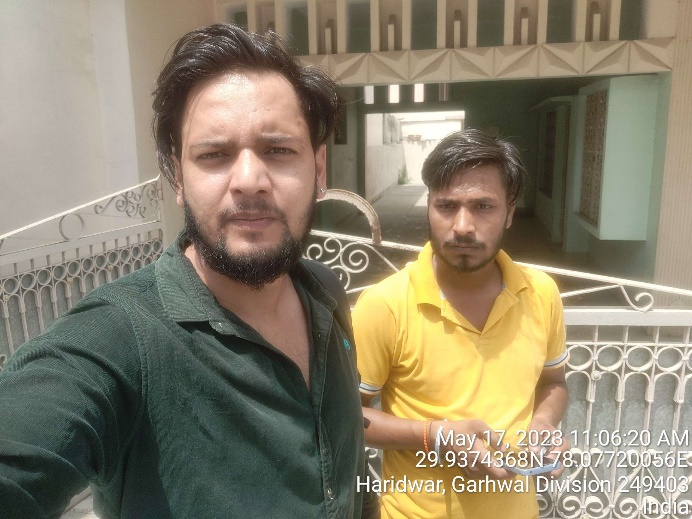 May 17, 2023 11:06:20 AM
29.9374368N 78.07720056E
Haridwar, Garhwal Division 249403
India